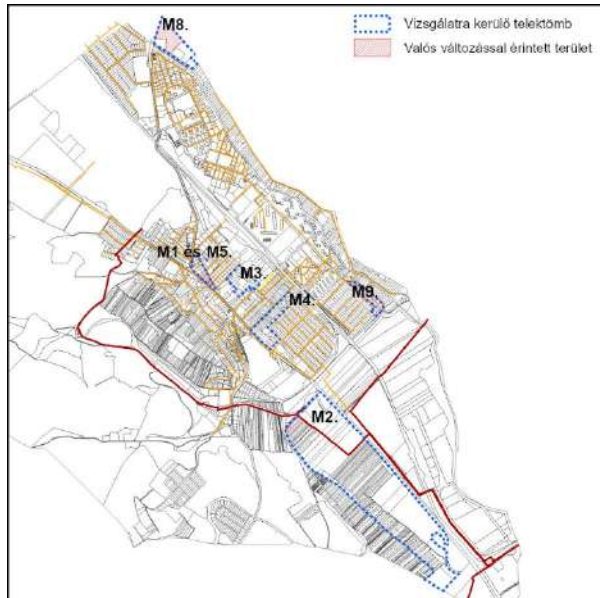 M8.
Vizsgálatra kerülő telektömb
Valós változással érintett terület
M1 és M5.
M3.
M4.
M9.
M2.